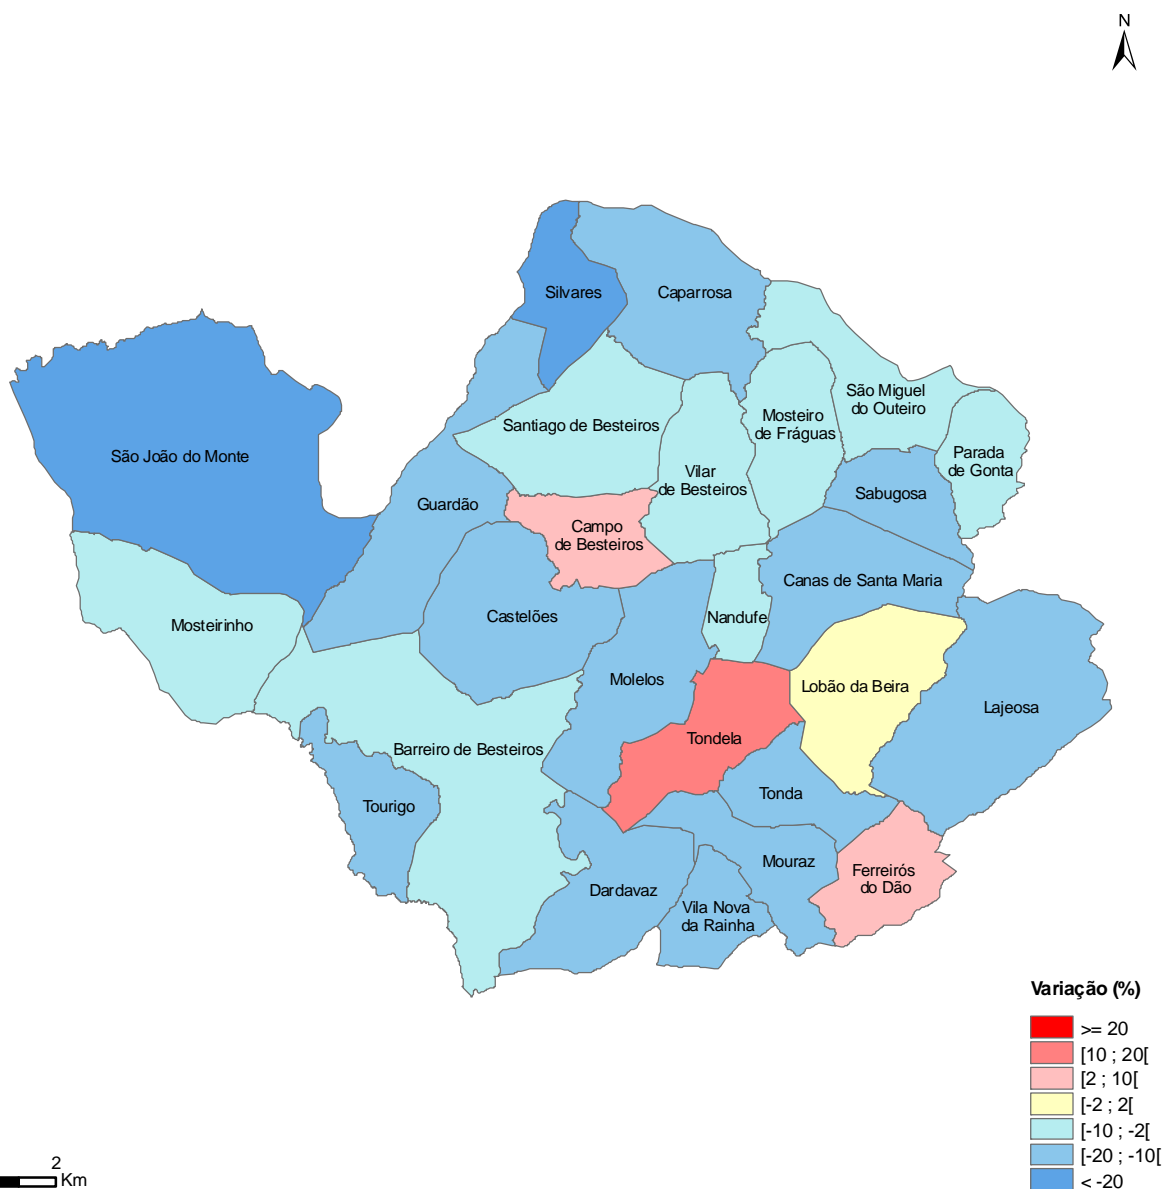 N
Silvares
Caparrosa
São Miguel
do Outeiro
Mosteiro
de Fráguas
Santiago de Besteiros
São João do Monte
Parada
de Gonta
Vilar
de Besteiros
Sabugosa
Guardão
Campo
de Besteiros
Canas de Santa Maria
Castelões
Nandufe
Mosteirinho
Molelos
Lobão da Beira
Lajeosa
Tondela
Barreiro de Besteiros
Tonda
Tourigo
Mouraz
Ferreirós
do Dão
Dardavaz
Vila Nova
da Rainha
Variação (%)
>= 20
[10 ; 20[
[2 ; 10[
[-2 ; 2[
[-10 ; -2[
[-20 ; -10[
< -20
2
Km